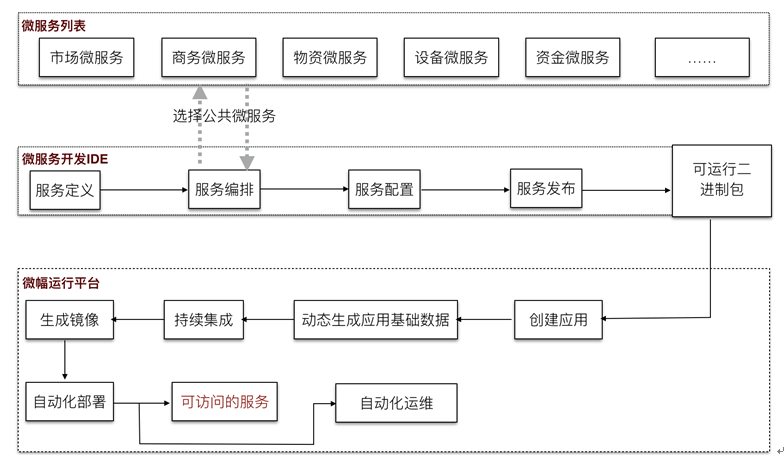 微服务列表
市场微服务
商务微服务
物资微服务
设备微服务
资金微服务
……
选择公共微服务
微服务开发IDE
服务定义
服务编排
服务配置
服务发布
可运行二
进制包
微幅运行平台
生成镜像
持续集成
动态生成应用基础数据
创建应用
自动化部署
可访问的服务
自动化运维